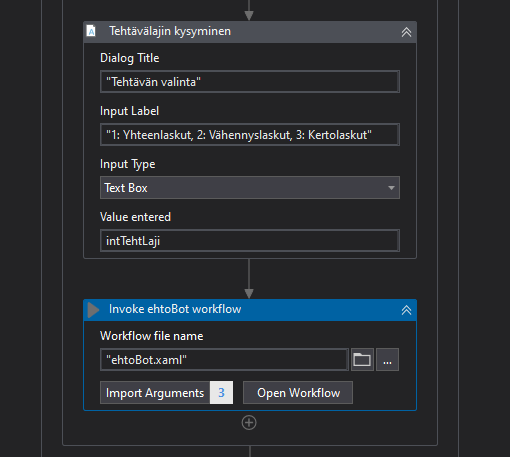 Tehtävälajin kysyminen
Dialog Title
"Tehtävän valinta"
Input Label
"1: Yhteenlaskut, 2: Vähennyslaskut, 3: Kertolaskut"
Input Type
Text Box
Value entered
intTehtLaji
Invoke ehtoBot workflow
Workflow file name
"ehtoBot.xaml" ...
Import Arguments 3 Open Workflow